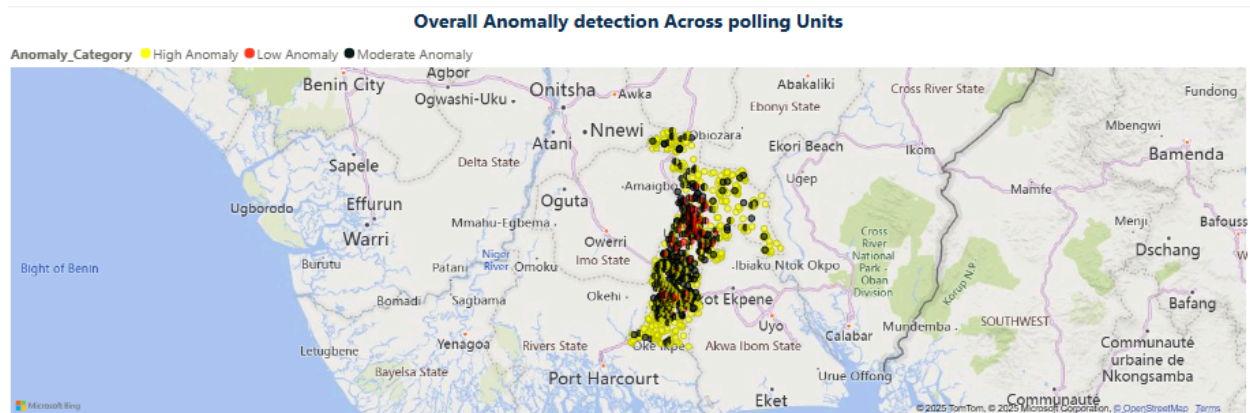 Overall Anomally detection Across polling Units
Anomaly_Category High Anomaly Low Anomaly Moderate Anomaly
Benin City
Agbor
Ogwashi-Uku
Onitsha
Awka
Abakaliki
Ebonyi State
Cross River State
Fundong
Atani
Nnewi
Obiozara
Ekori Beach
Ikom
Mbengwi
Bamenda
Sapele
Delta State
Ugborodo
Effurun
Warri
Oguta
Amaigbo
Ugep
Mamfe
Mmahu-Egbema
Menji
Bafouss
Dschang
Owerri
Imo State
Cross
River
National
Park -
Oban
Division
Korup N.P.
Bight of Benin
Burutu
Patani
Niger
River
Omoku
Ibiaku Ntok Okpo
W
Bomadi
Sagbama
Okehi
kot Ekpene
Bafang
Uyo
Calabar
Mundemba
SOUTHWEST
Letugbene
Yenagoa
Rivers State
Akwa Ibom State
Communauté
urbaine de
Nkongsamba
Bayelsa State
Port Harcourt
Urue Offong
Eket
Communauté
Microsoft Bing
© 2025 TomTom, © 2025 Microsoft Corporation, © OpenStreetMap Terms